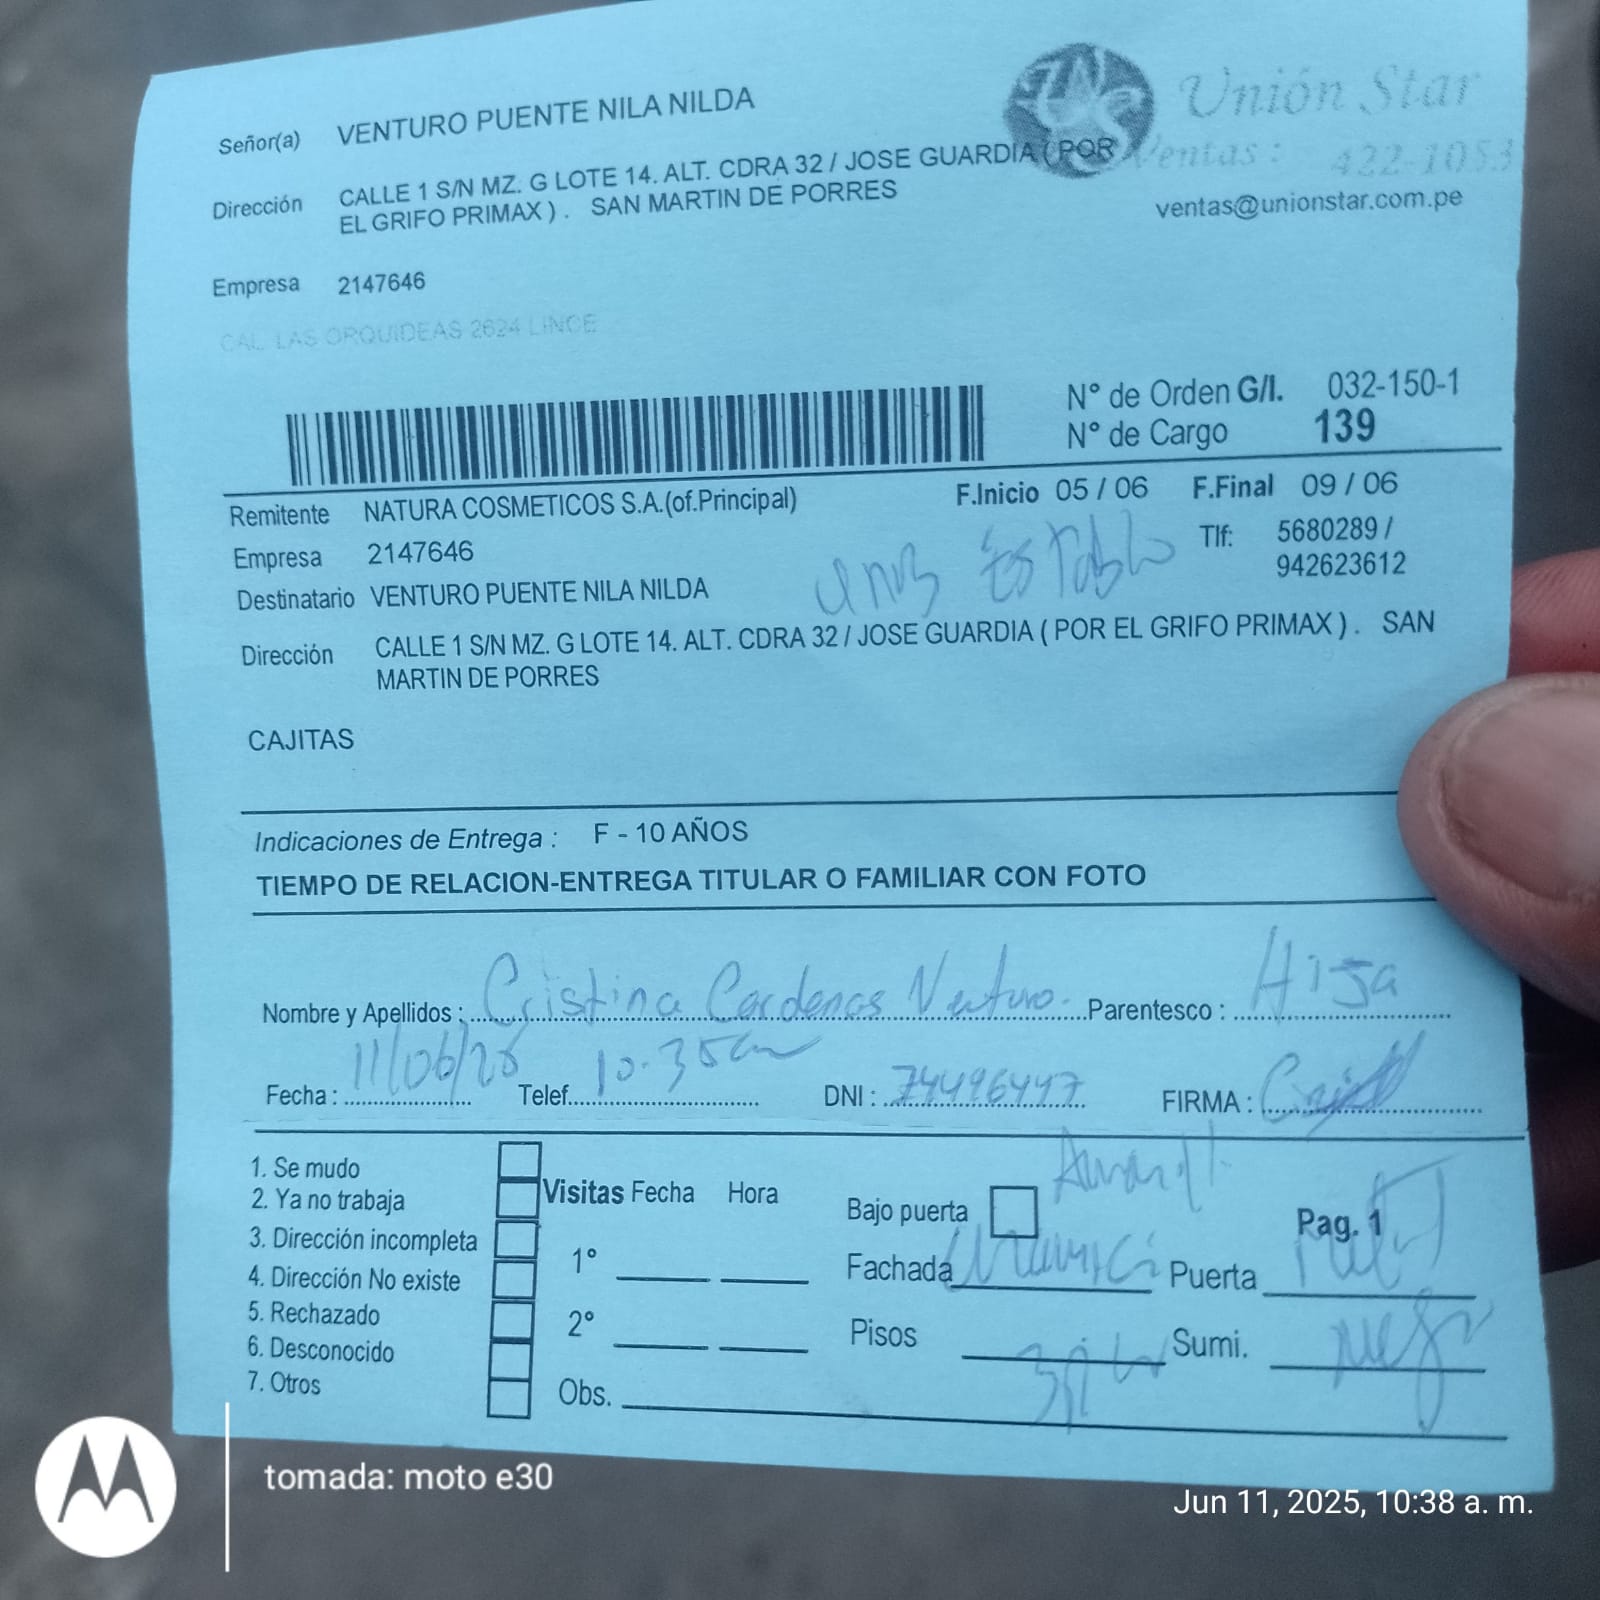 Señor(a) VENTURO PUENTE NILA NILDA
Unión Star
Dirección CALLE 1 S/N MZ. G LOTE 14. ALT. CDRA 32 / JOSE GUARDIA ( POR
EL GRIFO PRIMAX ) . SAN MARTIN DE PORRES
Ventas : 422-1053
ventas@unionstar.com.pe
Empresa 2147646
CAL. LAS ORQUIDEAS 2624 LINCE
N° de Orden G/I. 032-150-1
N° de Cargo 139
Remitente NATURA COSMETICOS S.A.(of.Principal) F.Inicio 05 / 06 F.Final 09 / 06
Empresa 2147646 Tlf: 5680289 /
942623612
Destinatario VENTURO PUENTE NILA NILDA
Dirección CALLE 1 S/N MZ. G LOTE 14. ALT. CDRA 32 / JOSE GUARDIA ( POR EL GRIFO PRIMAX ) . SAN
MARTIN DE PORRES
CAJITAS
Indicaciones de Entrega : F - 10 AÑOS
TIEMPO DE RELACION-ENTREGA TITULAR O FAMILIAR CON FOTO
Nombre y Apellidos : Cristina Cardenas Venturo. Parentesco : Hija
Fecha : 11/06/25 Telef. 10.35am DNI : 74496447 FIRMA :
1. Se mudo
2. Ya no trabaja
3. Dirección incompleta
4. Dirección No existe
5. Rechazado
6. Desconocido
7. Otros
Visitas Fecha Hora
1°
2°
Obs.
Bajo puerta Pag. 1
Fachada Puerta
Pisos Sumi.
tomada: moto e30
Jun 11, 2025, 10:38 a. m.